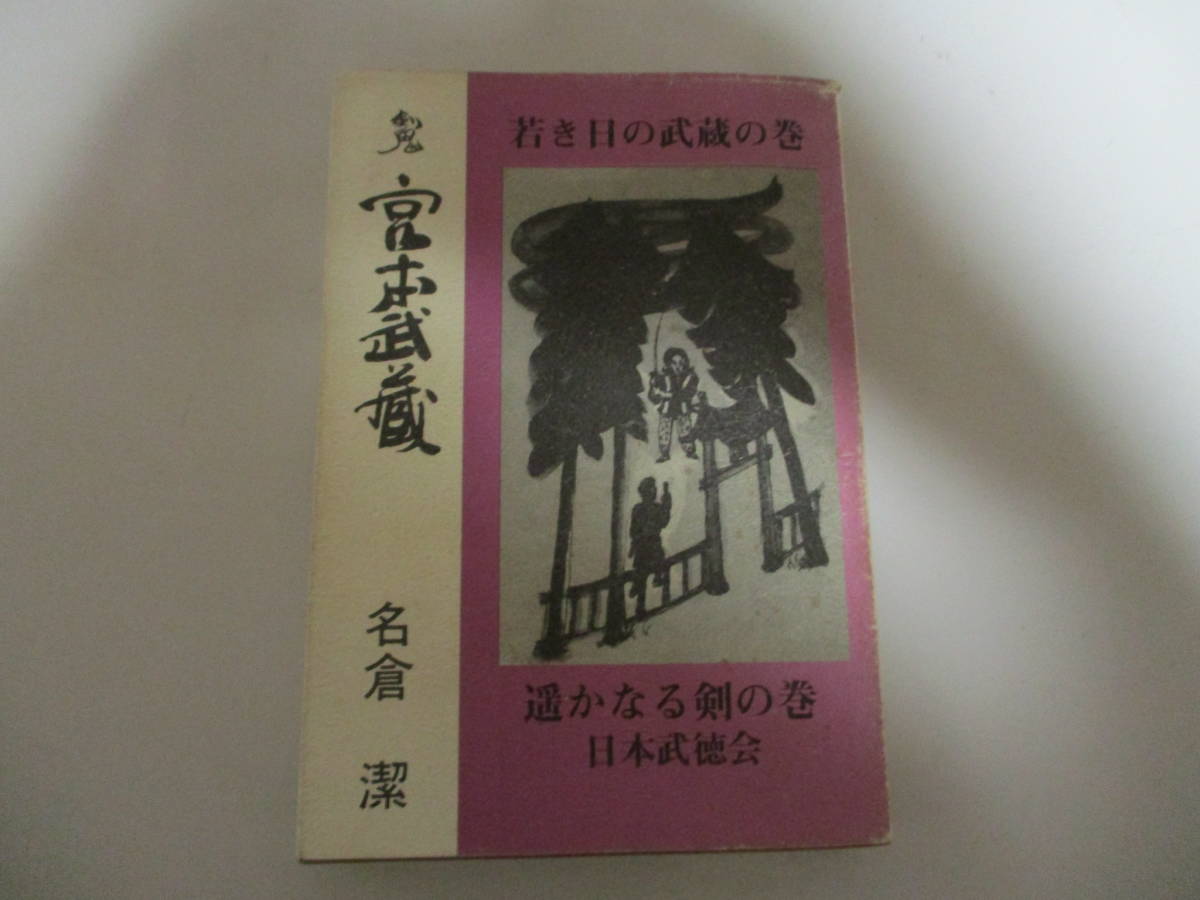 剣鬼
宮本武蔵
名倉 潔
若き日の武蔵の巻
遥かなる剣の巻
日本武徳会